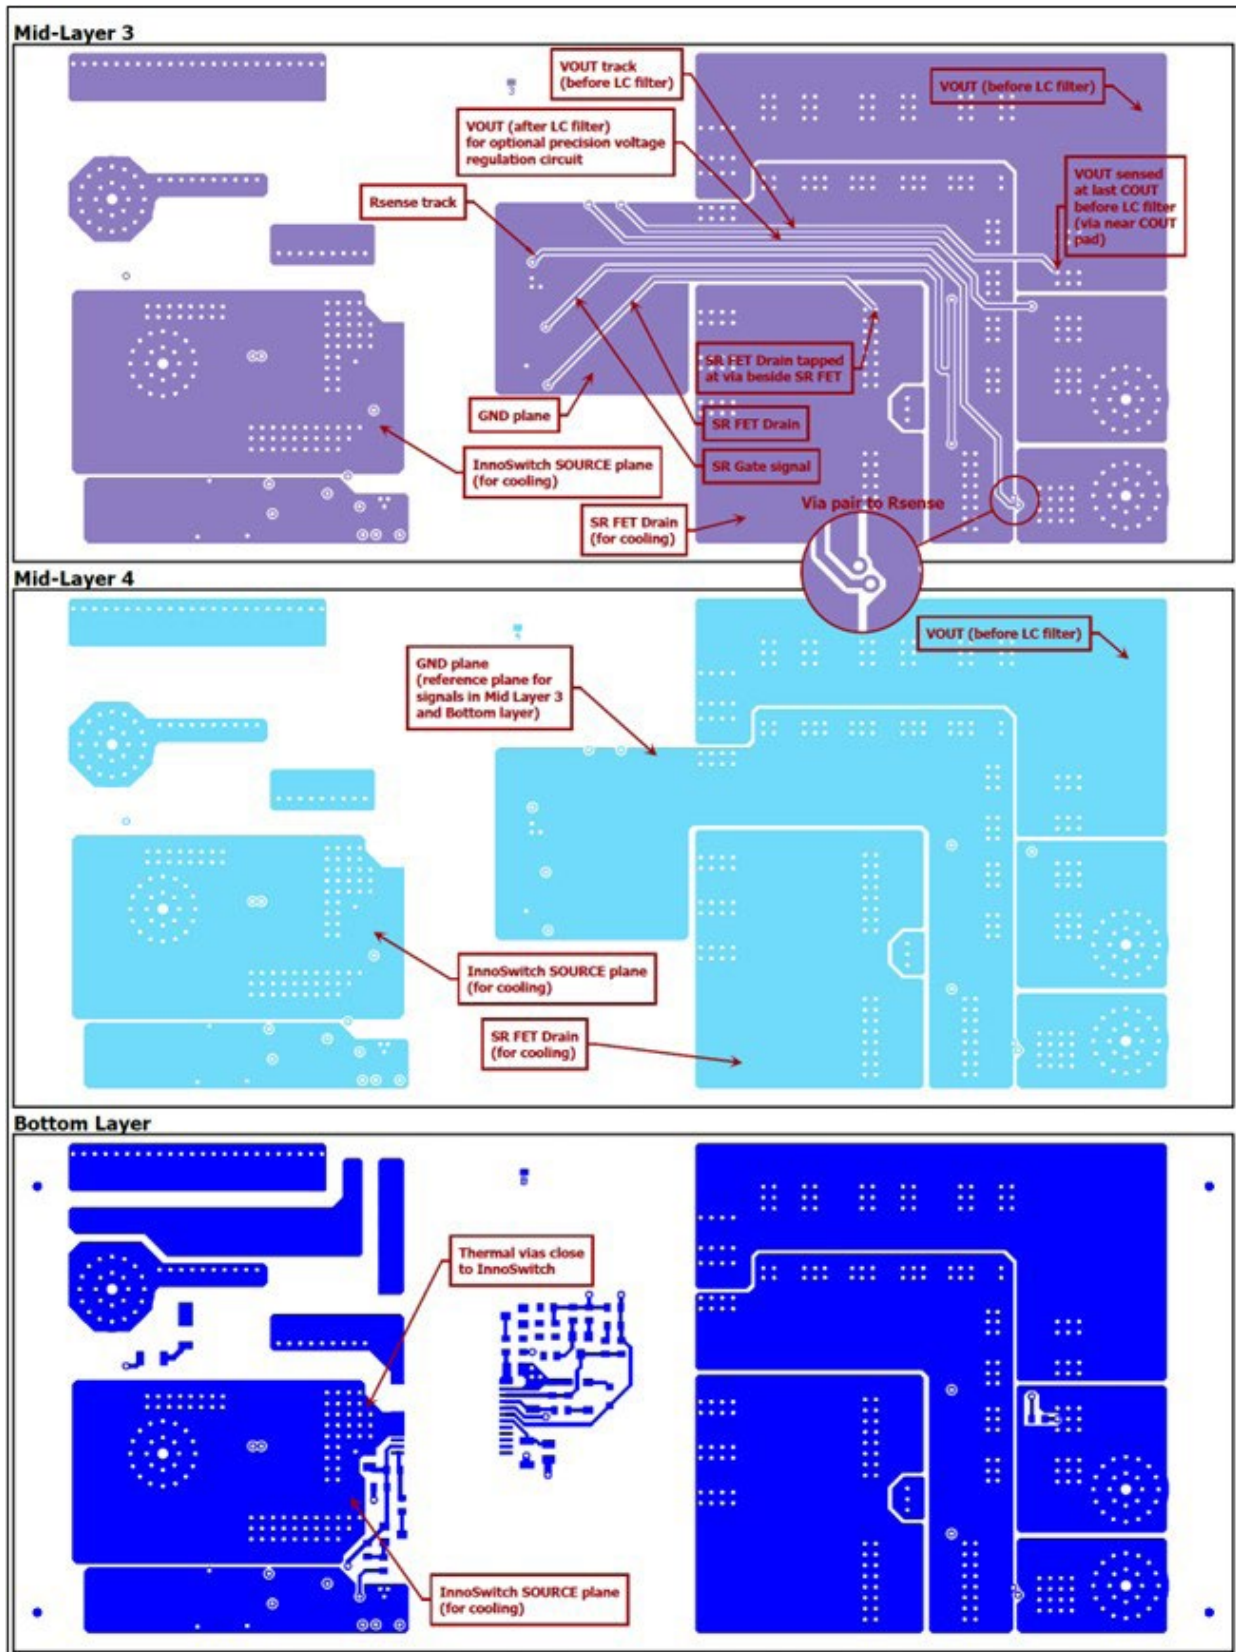 Mid-Layer 3
VOUT track
(before LC filter)
VOUT (before LC filter)
VOUT (after LC filter)
for optional precision voltage
regulation circuit
VOUT sensed
at last COUT
before LC filter
(via near COUT
pad)
Rsense track
SR FET Drain tapped
at via beside SR FET
GND plane
SR FET Drain
InnoSwitch SOURCE plane
(for cooling)
SR Gate signal
Via pair to Rsense
SR FET Drain
(for cooling)
Mid-Layer 4
VOUT (before LC filter)
GND plane
(reference plane for
signals in Mid Layer 3
and Bottom layer)
InnoSwitch SOURCE plane
(for cooling)
SR FET Drain
(for cooling)
Bottom Layer
Thermal vias close
to InnoSwitch
InnoSwitch SOURCE plane
(for cooling)